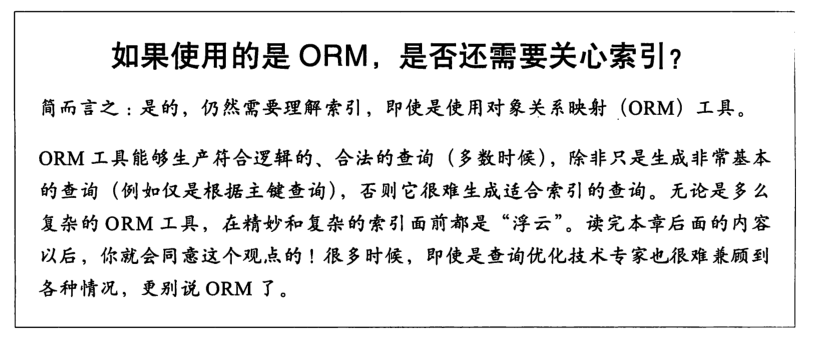 如果使用的是 ORM，是否还需要关心索引？
简而言之：是的，仍然需要理解索引，即使是使用对象关系映射（ORM）工具。
ORM 工具能够生产符合逻辑的、合法的查询（多数时候），除非只是生成非常基本
的查询（例如仅是根据主键查询），否则它很难生成适合索引的查询。无论是多么
复杂的 ORM 工具，在精妙和复杂的索引面前都是“浮云”。读完本章后面的内容
以后，你就会同意这个观点的！很多时候，即使是查询优化技术专家也很难兼顾到
各种情况，更别说 ORM 了。